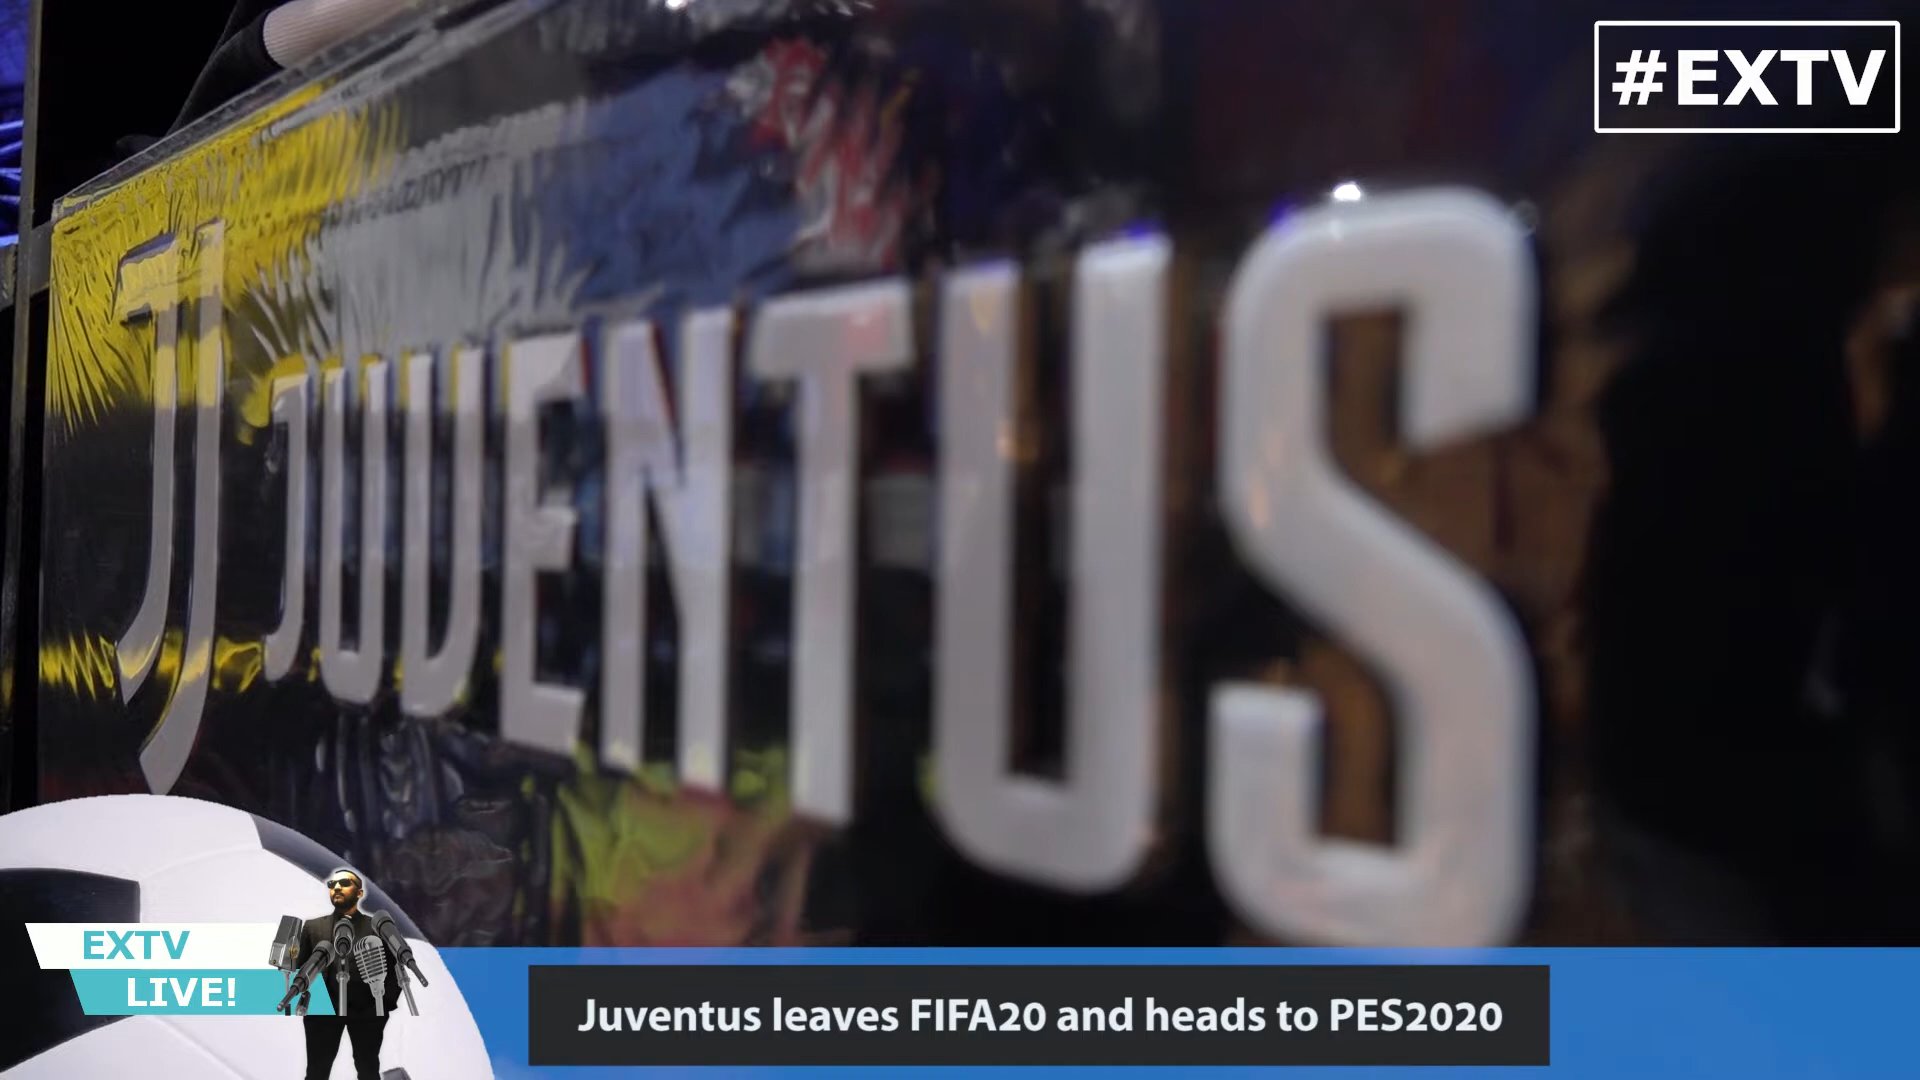 #EXTV
JUVENTUS
EXTV
LIVE!
Juventus leaves FIFA20 and heads to PES2020